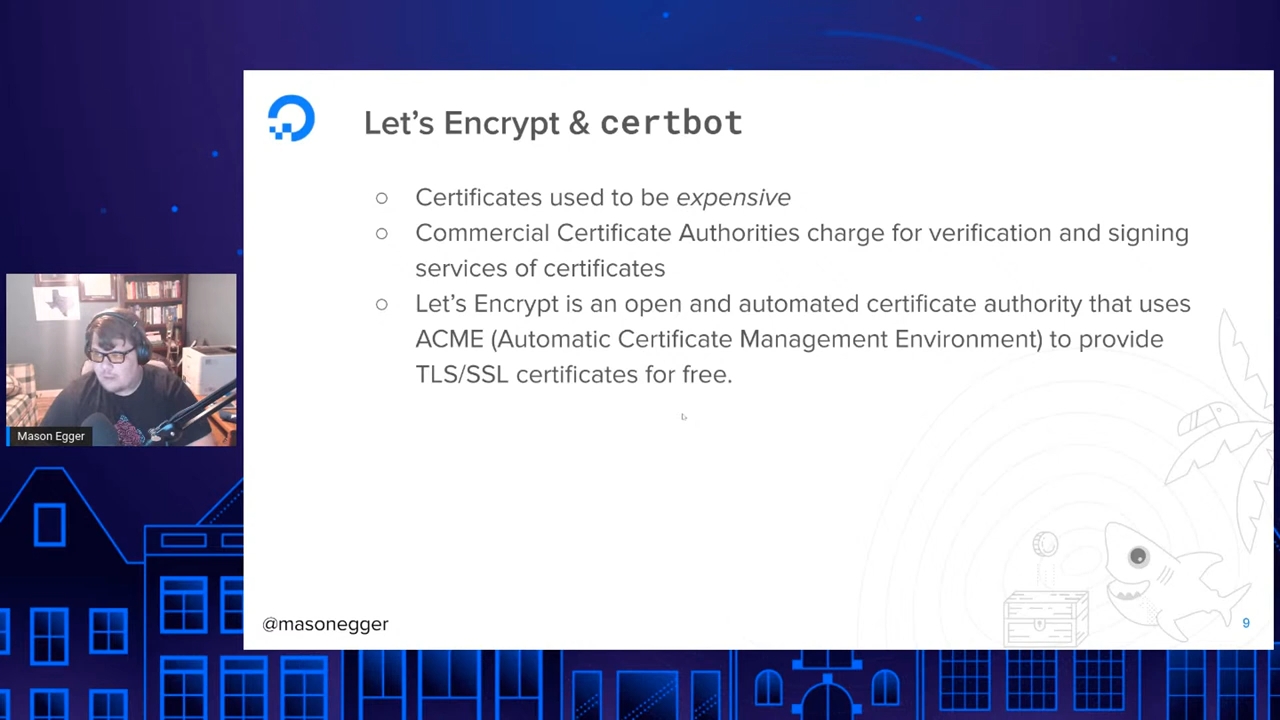 Let's Encrypt & certbot
○ Certificates used to be expensive
○ Commercial Certificate Authorities charge for verification and signing
services of certificates
○ Let's Encrypt is an open and automated certificate authority that uses
ACME (Automatic Certificate Management Environment) to provide
TLS/SSL certificates for free.
Mason Egger
@masonegger
9